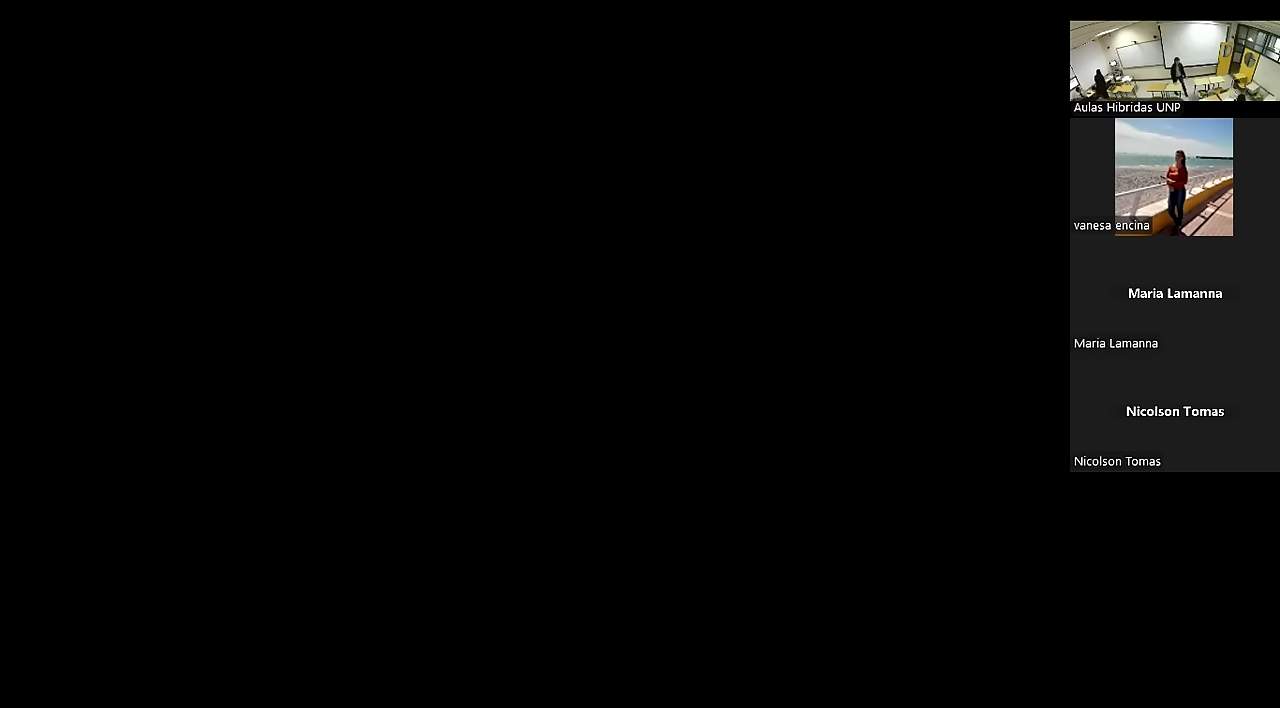 Aulas Hibridas UNP
vanesa encina
Maria Lamanna
Maria Lamanna
Nicolson Tomas
Nicolson Tomas